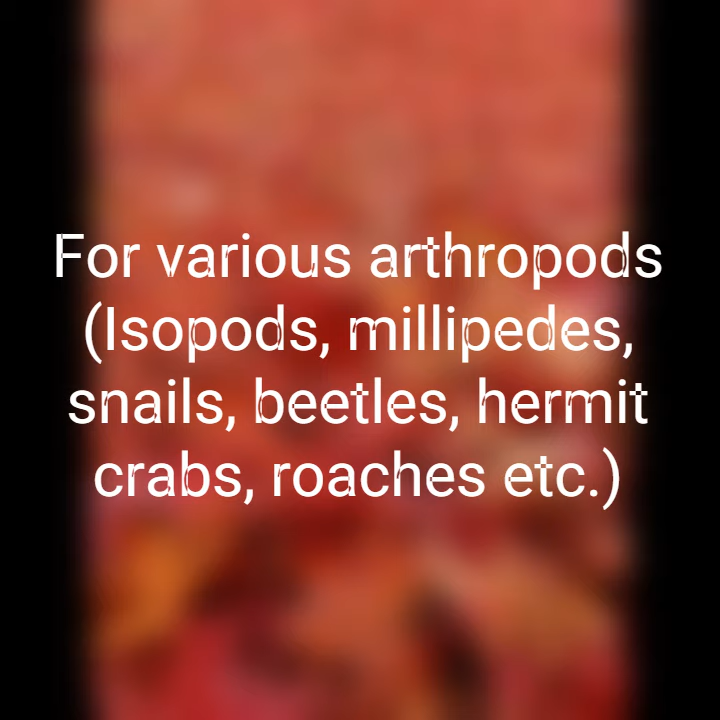 For various arthropods
(Isopods, millipedes,
snails, beetles, hermit
crabs, roaches etc.)